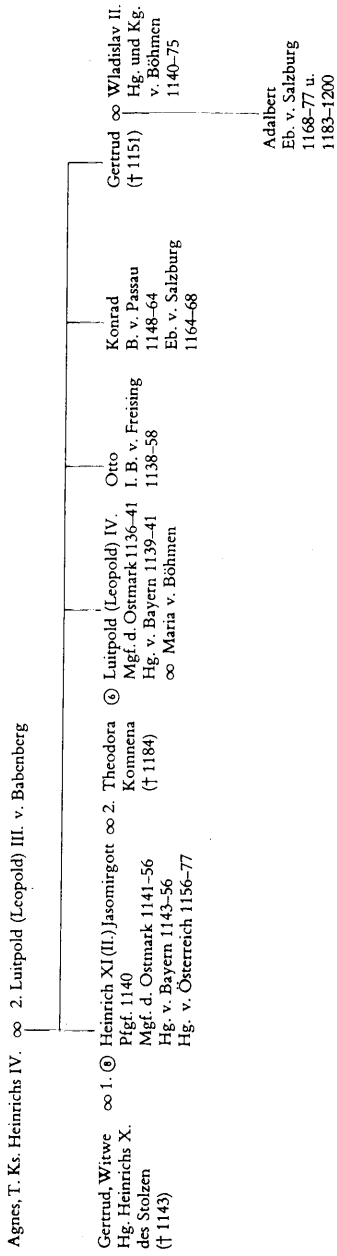 Agnes, T. Ks. Heinrichs IV. ∞ 2. Luitpold (Leopold) III. v. Babenberg
Gertrud, Witwe
Hg. Heinrichs X.
des Stolzen
(† 1143)
∞ 1.
⑧ Heinrich XI (II.) Jasomirgott
Pfgf. 1140
Mgf. d. Ostmark 1141–56
Hg. v. Bayern 1143–56
Hg. v. Österreich 1156–77
∞ 2. Theodora
Komnena
(† 1184)
⑥ Luitpold (Leopold) IV.
Mgf. d. Ostmark 1136–41
Hg. v. Bayern 1139–41
∞ Maria v. Böhmen
Otto
I. B. v. Freising
1138–58
Konrad
B. v. Passau
1148–64
Eb. v. Salzburg
1164–68
Gertrud
(† 1151)
∞ Wladislav II.
Hg. und Kg.
v. Böhmen
1140–75
Adalbert
Eb. v. Salzburg
1168–77 u.
1183–1200